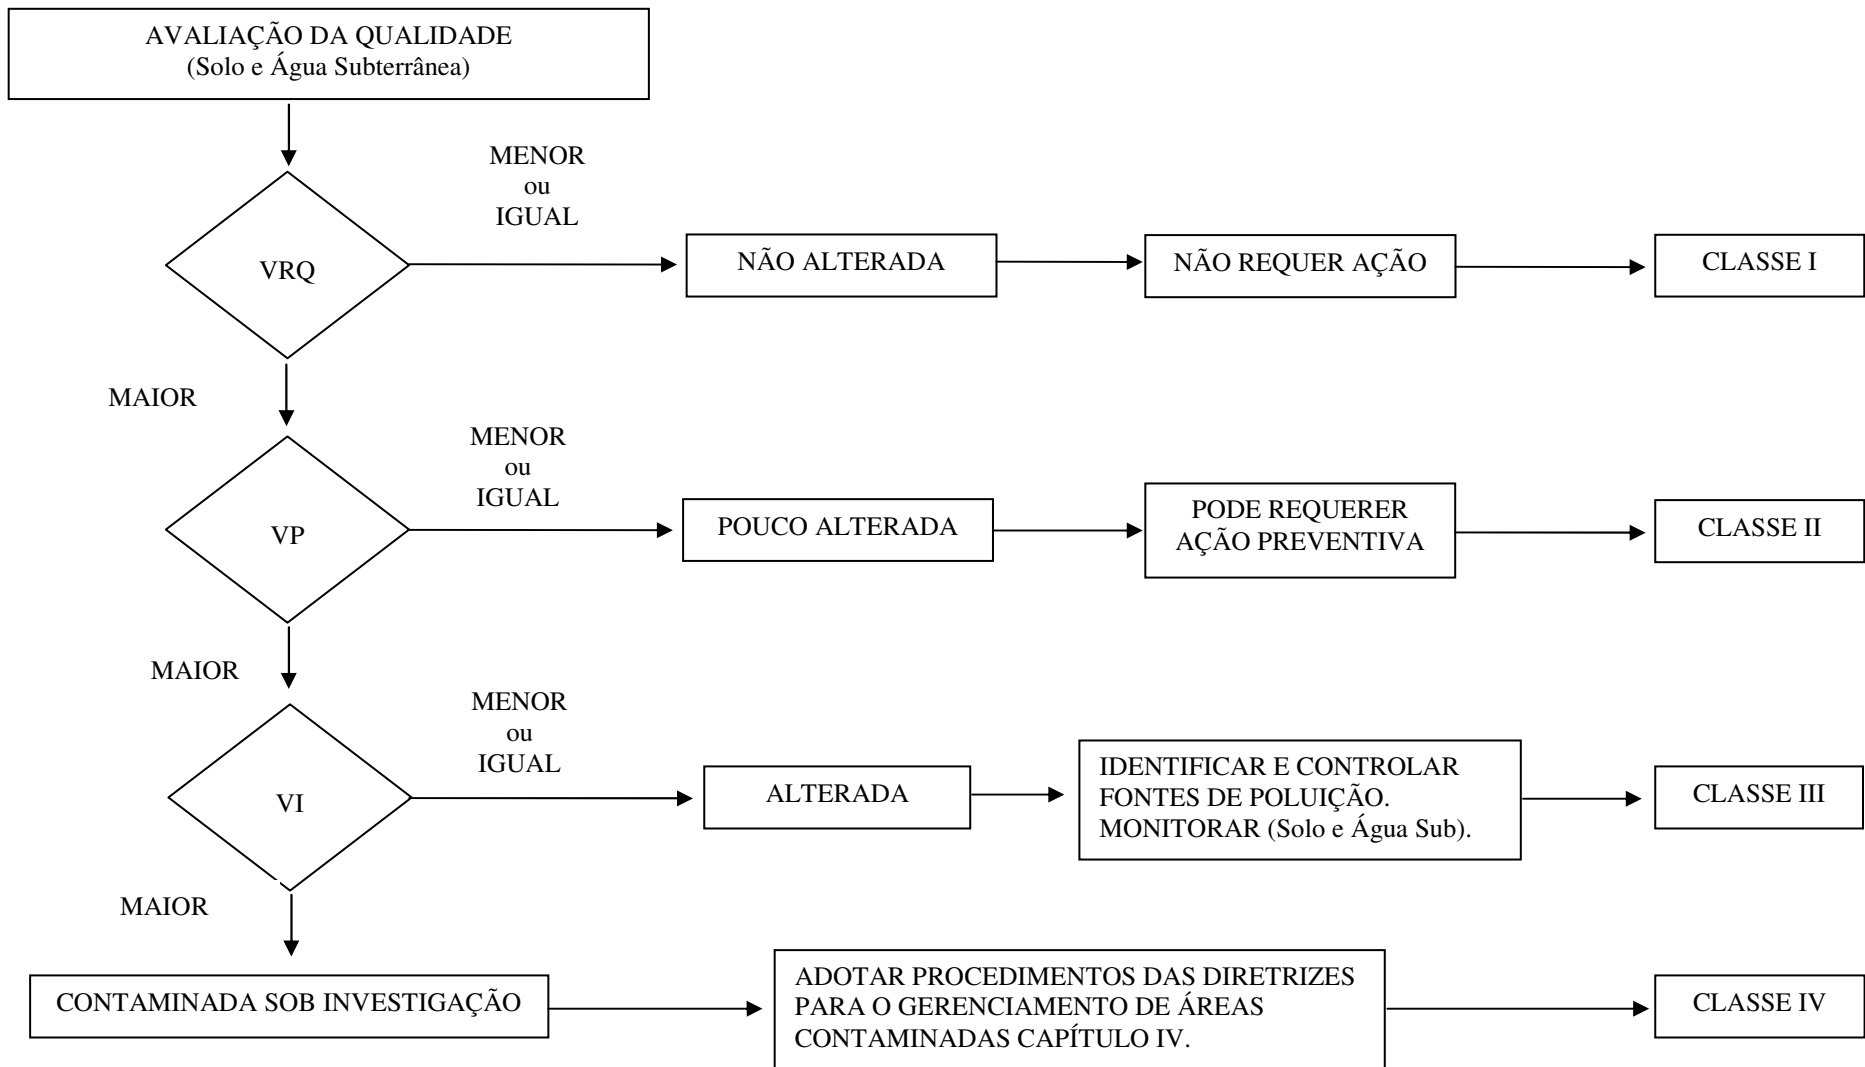 AVALIAÇÃO DA QUALIDADE
(Solo e Água Subterrânea)
MENOR
ou
IGUAL
VRQ
NÃO ALTERADA
NÃO REQUER AÇÃO
CLASSE I
MAIOR
MENOR
ou
IGUAL
VP
POUCO ALTERADA
PODE REQUERER
AÇÃO PREVENTIVA
CLASSE II
MAIOR
MENOR
ou
IGUAL
VI
ALTERADA
IDENTIFICAR E CONTROLAR
FONTES DE POLUIÇÃO.
MONITORAR (Solo e Água Sub).
CLASSE III
MAIOR
CONTAMINADA SOB INVESTIGAÇÃO
ADOTAR PROCEDIMENTOS DAS DIRETRIZES
PARA O GERENCIAMENTO DE ÁREAS
CONTAMINADAS CAPÍTULO IV.
CLASSE IV